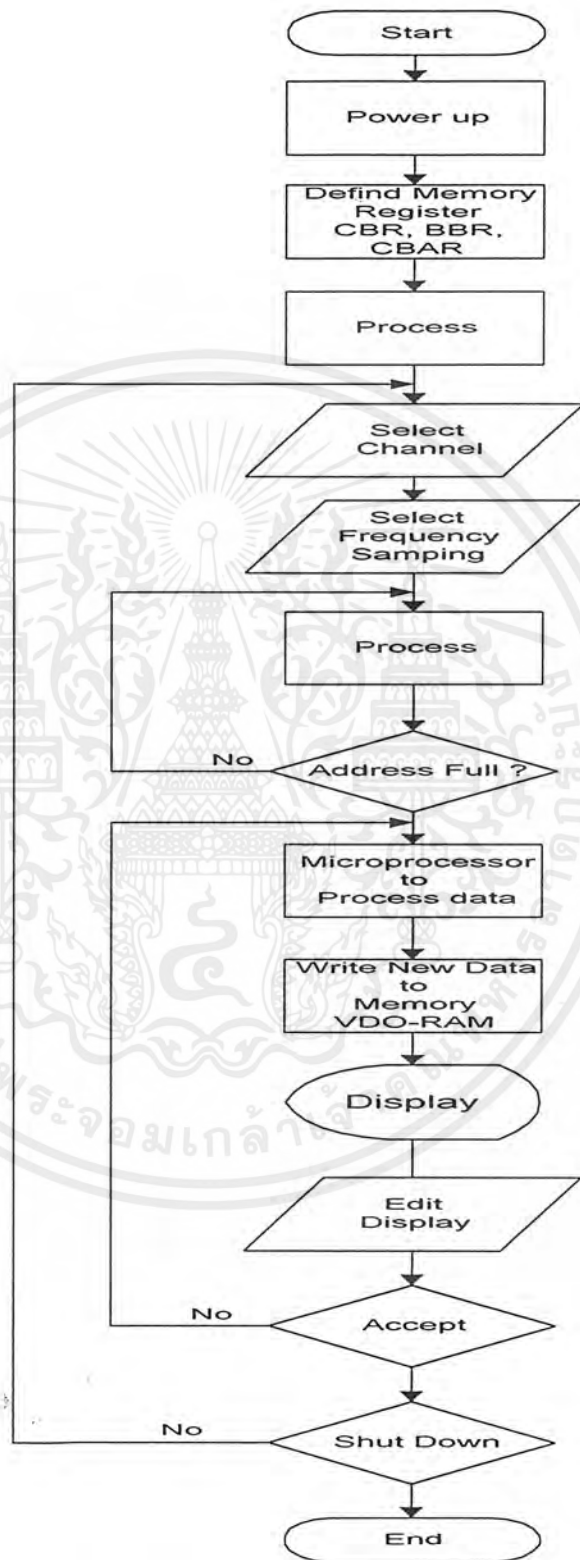 Start
Power up
Defind Memory
Register
CBR, BBR,
CBAR
Process
Select
Channel
Select
Frequency
Samping
Process
No
Address Full ?
Microprocessor
to
Process data
Write New Data
to
Memory
VDO-RAM
Display
Edit
Display
No
Accept
No
Shut Down
End